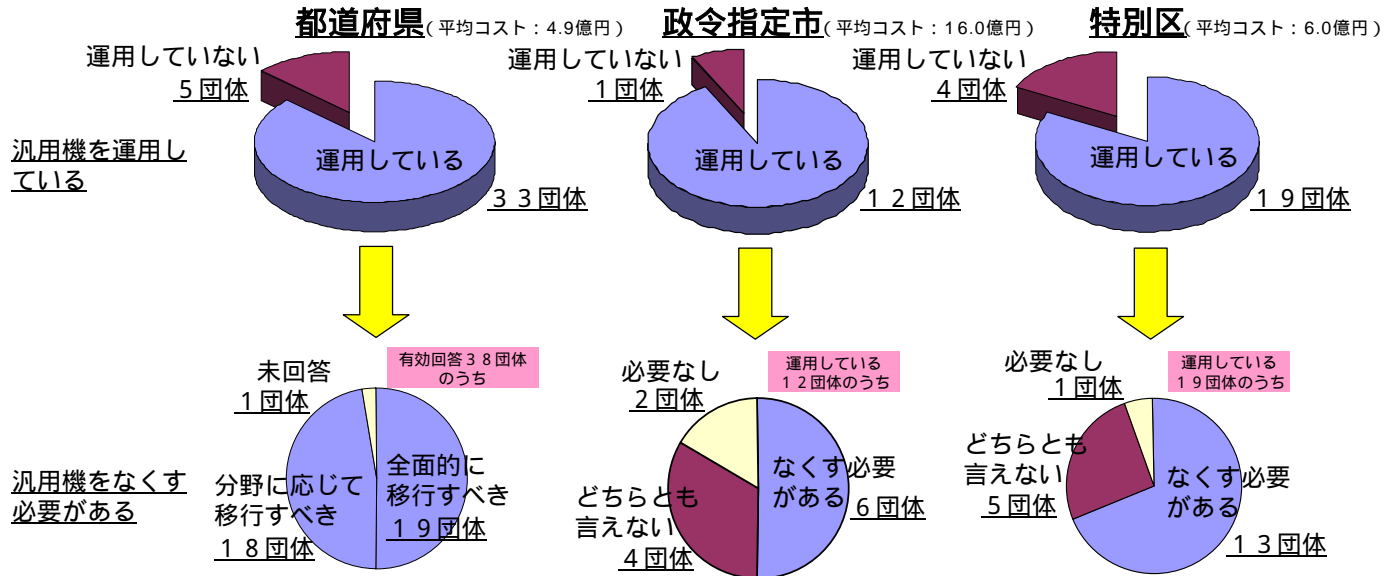 都道府県(平均コスト：4.9億円)
政令指定市(平均コスト：16.0億円)
特別区(平均コスト：6.0億円)
汎用機を運用し
ている
運用していない
５団体
運用している
３３団体
運用していない
１団体
運用している
１２団体
運用していない
４団体
運用している
１９団体
汎用機をなくす
必要がある
有効回答３８団体
のうち
未回答
１団体
分野に応じて
移行すべき
１８団体
全面的に
移行すべき
１９団体
運用している
１２団体のうち
必要なし
２団体
どちらとも
言えない
４団体
なくす必要
がある
６団体
運用している
１９団体のうち
必要なし
１団体
どちらとも
言えない
５団体
なくす必要
がある
１３団体